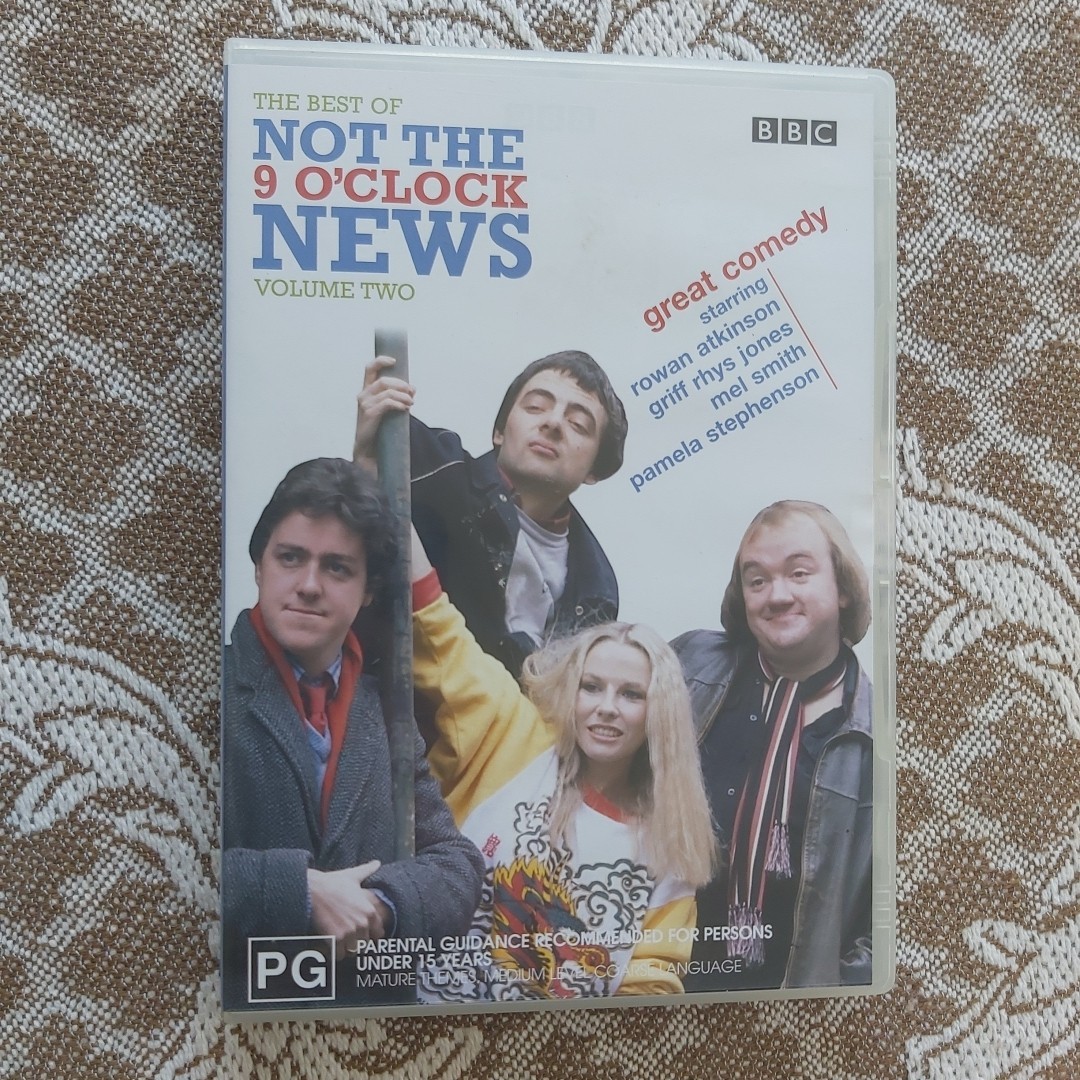 THE BEST OF
NOT THE
9 O'CLOCK
NEWS
VOLUME TWO
BBC
great comedy
starring
rowan atkinson
griff rhys jones
mel smith
pamela stephenson
PG
PARENTAL GUIDANCE RECOMMENDED FOR PERSONS
UNDER 15 YEARS
MATURE THEMES, MEDIUM LEVEL COARSE LANGUAGE